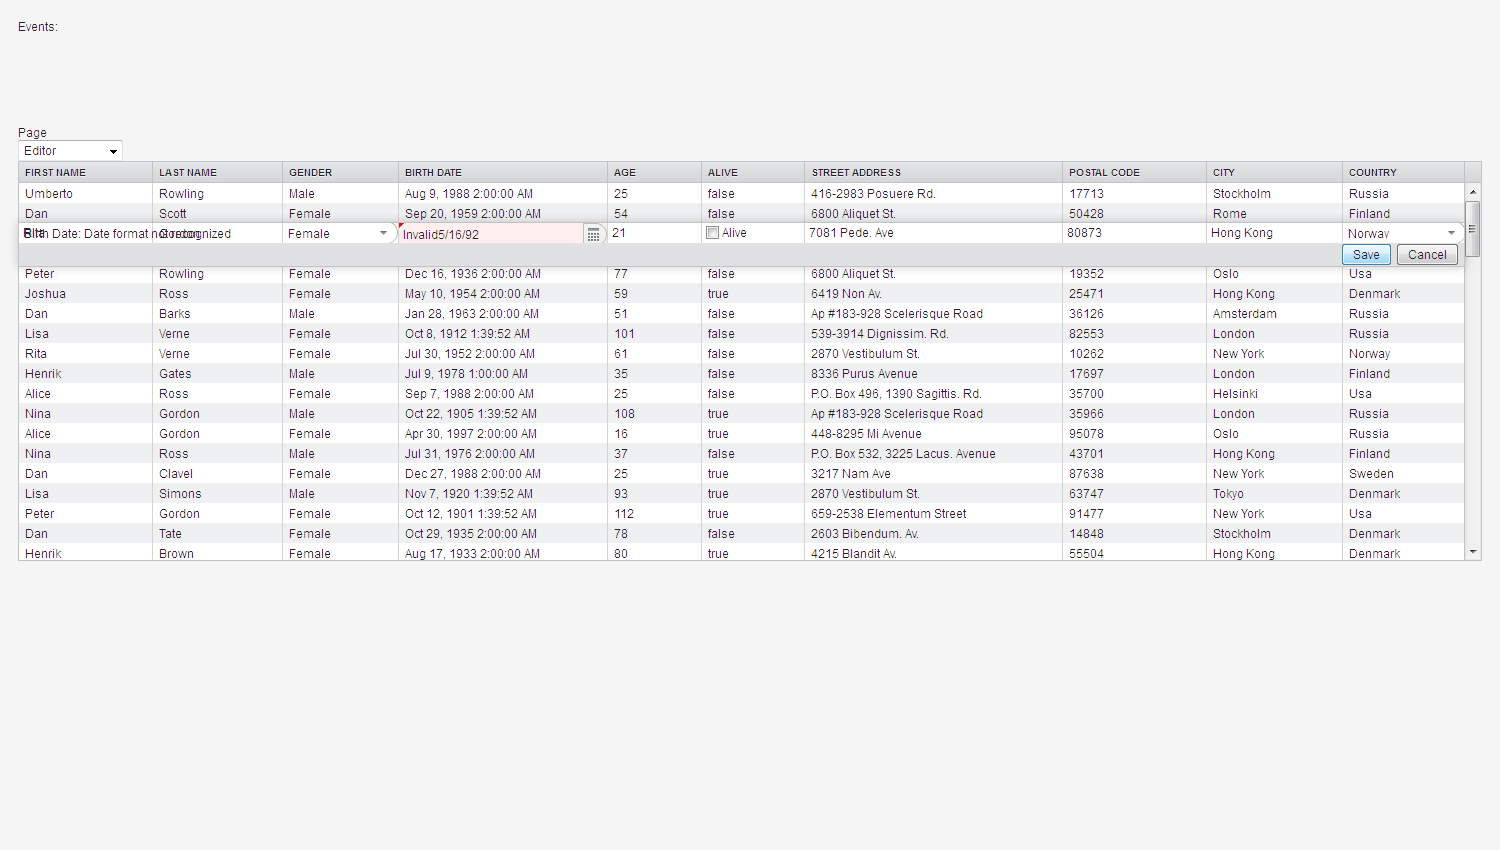 Events:
Page
Editor
FIRST NAME LAST NAME GENDER BIRTH DATE AGE ALIVE STREET ADDRESS POSTAL CODE CITY COUNTRY
Umberto Rowling Male Aug 9, 1988 2:00:00 AM 25 false 416-2983 Posuere Rd. 17713 Stockholm Russia
Dan Scott Female Sep 20, 1959 2:00:00 AM 54 false 6800 Aliquet St. 50428 Rome Finland
Rita Gordon Female Invalid5/16/92 21 Alive 7081 Pede. Ave 80873 Hong Kong Norway
Birth Date: Date format not recognized
Save Cancel
Peter Rowling Female Dec 16, 1936 2:00:00 AM 77 false 6800 Aliquet St. 19352 Oslo Usa
Joshua Ross Female May 10, 1954 2:00:00 AM 59 true 6419 Non Av. 25471 Hong Kong Denmark
Dan Barks Male Jan 28, 1963 2:00:00 AM 51 false Ap #183-928 Scelerisque Road 36126 Amsterdam Russia
Lisa Verne Female Oct 8, 1912 1:39:52 AM 101 false 539-3914 Dignissim. Rd. 82553 London Russia
Rita Verne Female Jul 30, 1952 2:00:00 AM 61 false 2870 Vestibulum St. 10262 New York Norway
Henrik Gates Male Jul 9, 1978 1:00:00 AM 35 false 8336 Purus Avenue 17697 London Finland
Alice Ross Female Sep 7, 1988 2:00:00 AM 25 false P.O. Box 496, 1390 Sagittis. Rd. 35700 Helsinki Usa
Nina Gordon Male Oct 22, 1905 1:39:52 AM 108 true Ap #183-928 Scelerisque Road 35966 London Russia
Alice Gordon Female Apr 30, 1997 2:00:00 AM 16 true 448-8295 Mi Avenue 95078 Oslo Russia
Nina Ross Male Jul 31, 1976 2:00:00 AM 37 false P.O. Box 532, 3225 Lacus. Avenue 43701 Hong Kong Finland
Dan Clavel Female Dec 27, 1988 2:00:00 AM 25 true 3217 Nam Ave 87638 New York Sweden
Lisa Simons Male Nov 7, 1920 1:39:52 AM 93 true 2870 Vestibulum St. 63747 Tokyo Denmark
Peter Gordon Female Oct 12, 1901 1:39:52 AM 112 true 659-2538 Elementum Street 91477 New York Usa
Dan Tate Female Oct 29, 1935 2:00:00 AM 78 false 2603 Bibendum. Av. 14848 Stockholm Denmark
Henrik Brown Female Aug 17, 1933 2:00:00 AM 80 true 4215 Blandit Av. 55504 Hong Kong Denmark